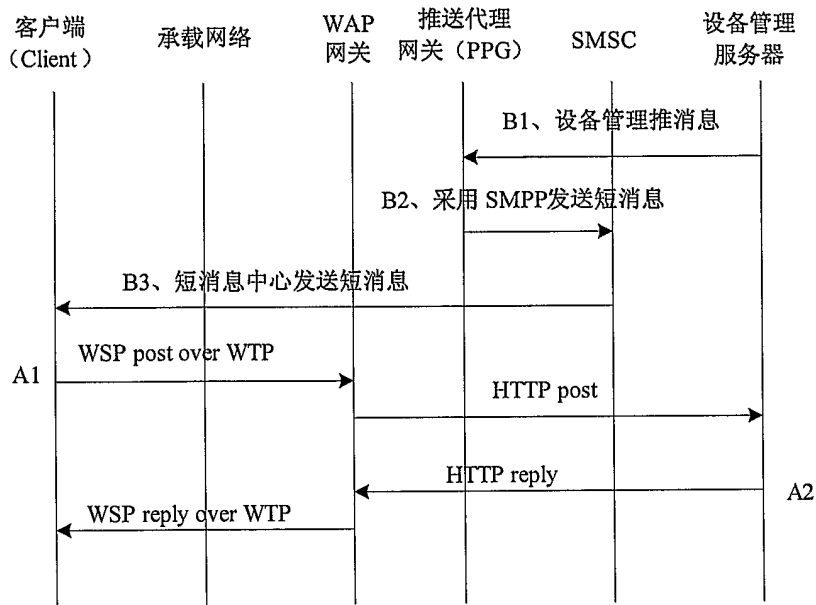 客户端
（Client）
承载网络
WAP
网关
推送代理
网关（PPG）
SMSC
设备管理
服务器
B1、设备管理推消息
B2、采用 SMPP发送短消息
B3、短消息中心发送短消息
WSP post over WTP
A1
HTTP post
HTTP reply
A2
WSP reply over WTP